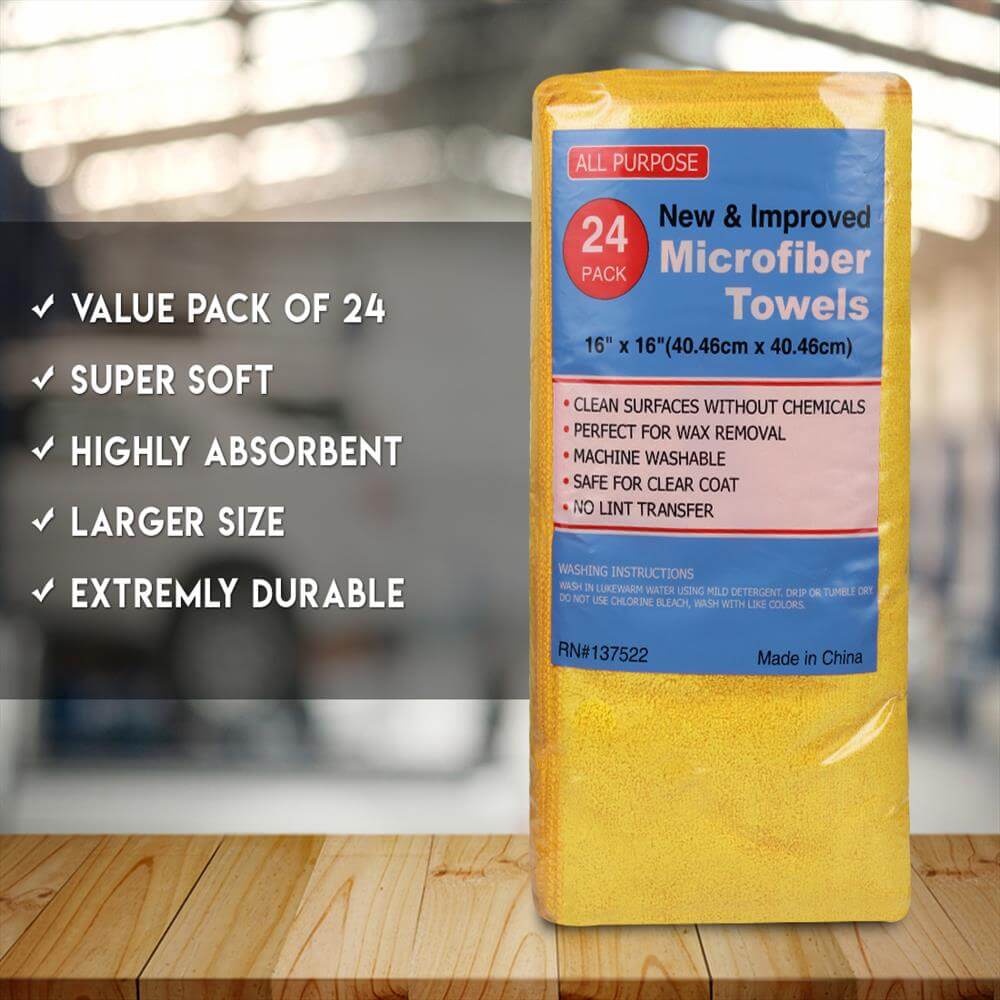 VALUE PACK OF 24
SUPER SOFT
HIGHLY ABSORBENT
LARGER SIZE
EXTREMLY DURABLE
ALL PURPOSE
24
PACK
New & Improved
Microfiber
Towels
16" x 16"(40.46cm x 40.46cm)
• CLEAN SURFACES WITHOUT CHEMICALS
• PERFECT FOR WAX REMOVAL
• MACHINE WASHABLE
• SAFE FOR CLEAR COAT
• NO LINT TRANSFER
WASHING INSTRUCTIONS
WASH IN LUKEWARM WATER USING MILD DETERGENT. DRIP OR TUMBLE DRY
DO NOT USE CHLORINE BLEACH, WASH WITH LIKE COLORS.
RN#137522
Made in China